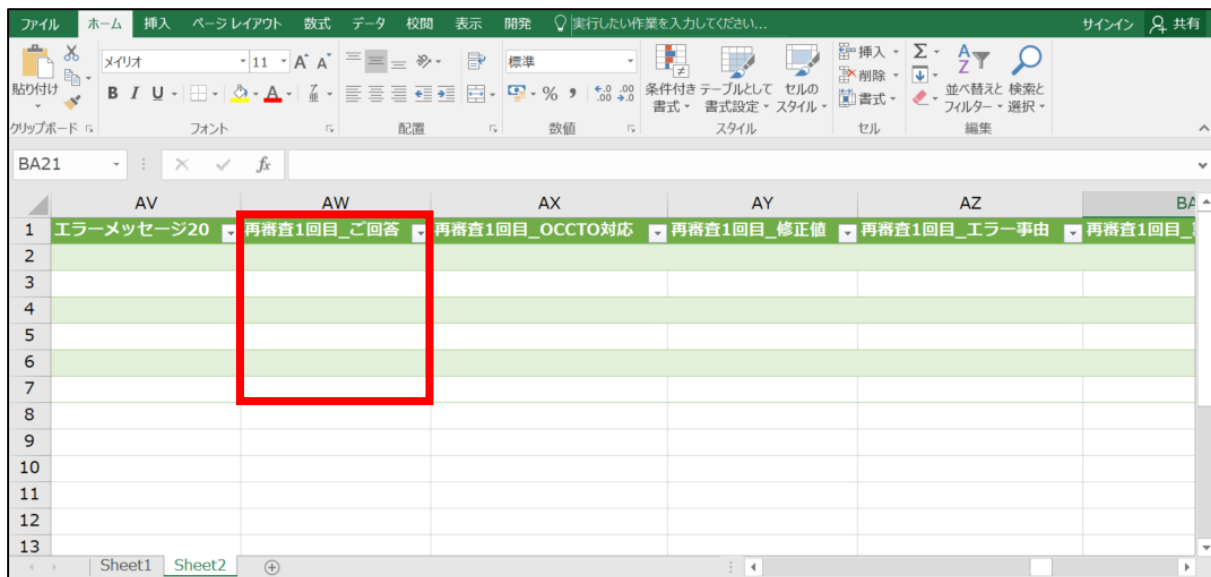 ファイル ホーム 挿入 ページレイアウト 数式 データ 校閲 表示 開発 実行したい作業を入力してください... サインイン 共有
メイリオ 11 A A 標準 挿入 Σ
貼り付け B I U A % 条件付き書式 テーブルとして書式設定 セルのスタイル 削除 書式 並べ替えとフィルター 検索と選択
クリップボード フォント 配置 数値 スタイル セル 編集
BA21 fx
AV AW AX AY AZ BA
1 エラーメッセージ20 再審査1回目_ご回答 再審査1回目_OCCTO対応 再審査1回目_修正値 再審査1回目_エラー事由 再審査1回目_
2
3
4
5
6
7
8
9
10
11
12
13
Sheet1 Sheet2